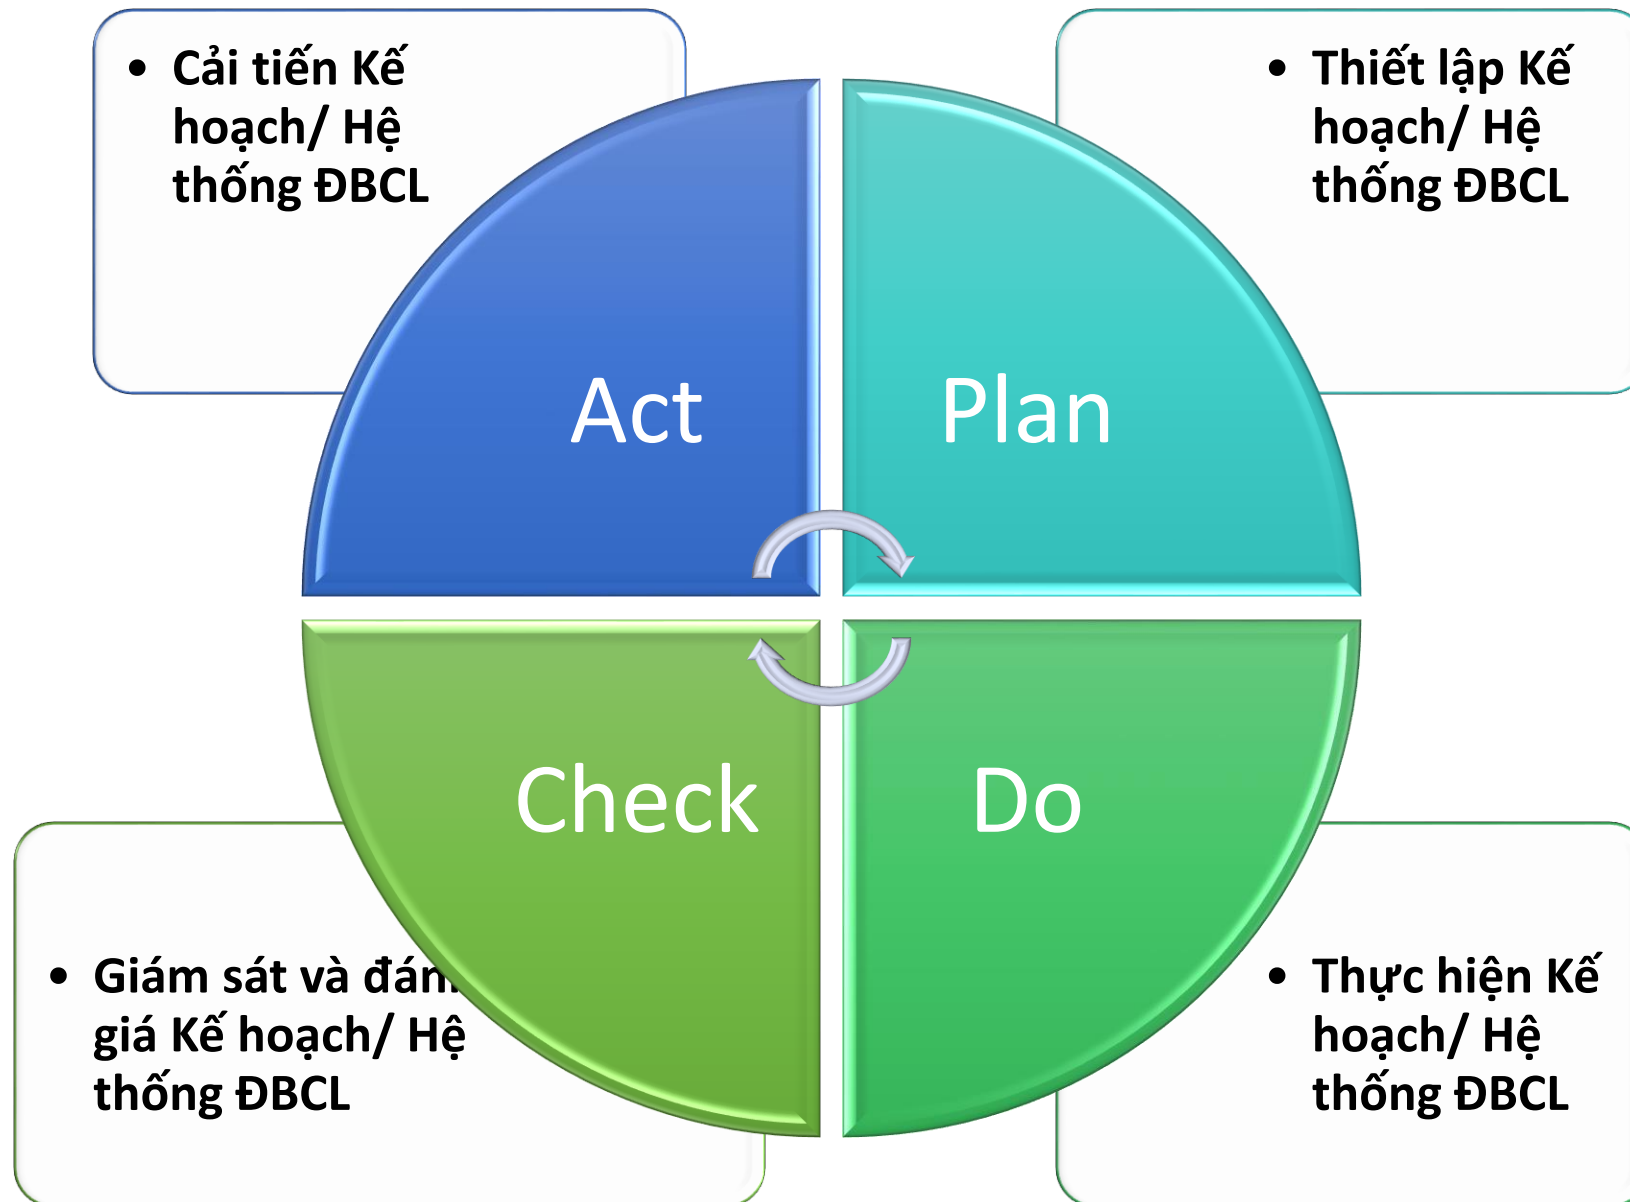 • Cải tiến Kế
hoạch/ Hệ
thống ĐBCL
• Thiết lập Kế
hoạch/ Hệ
thống ĐBCL
Act
Plan
Check
Do
• Giám sát và
giá Kế hoạch/ Hệ
thống ĐBCL
• Thực hiện Kế
hoạch/ Hệ
thống ĐBCL